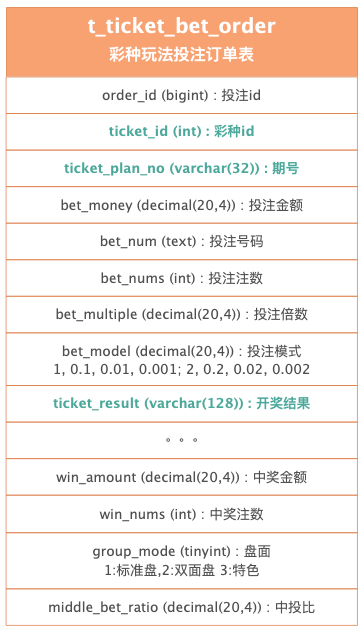 t_ticket_bet_order
彩种玩法投注订单表
order_id (bigint) : 投注id
ticket_id (int) : 彩种id
ticket_plan_no (varchar(32)) : 期号
bet_money (decimal(20,4)) : 投注金额
bet_num (text) : 投注号码
bet_nums (int) : 投注注数
bet_multiple (decimal(20,4)) : 投注倍数
bet_model (decimal(20,4)) : 投注模式
1, 0.1, 0.01, 0.001; 2, 0.2, 0.02, 0.002
ticket_result (varchar(128)) : 开奖结果
。。。
win_amount (decimal(20,4)) : 中奖金额
win_nums (int) : 中奖注数
group_mode (tinyint) : 盘面
1:标准盘,2:双面盘 3:特色
middle_bet_ratio (decimal(20,4)) : 中投比